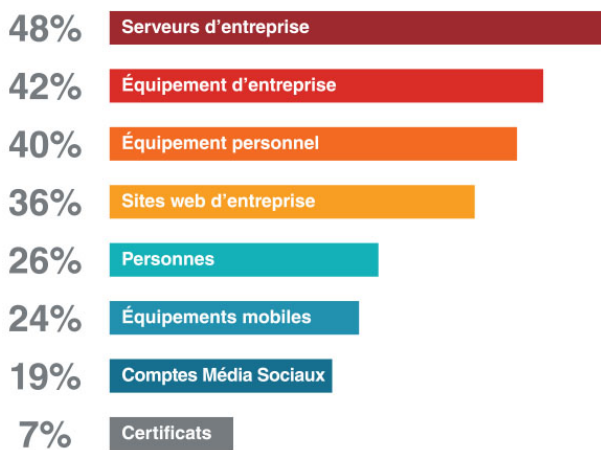 48% Serveurs d'entreprise
42% Équipement d'entreprise
40% Équipement personnel
36% Sites web d'entreprise
26% Personnes
24% Équipements mobiles
19% Comptes Média Sociaux
7% Certificats